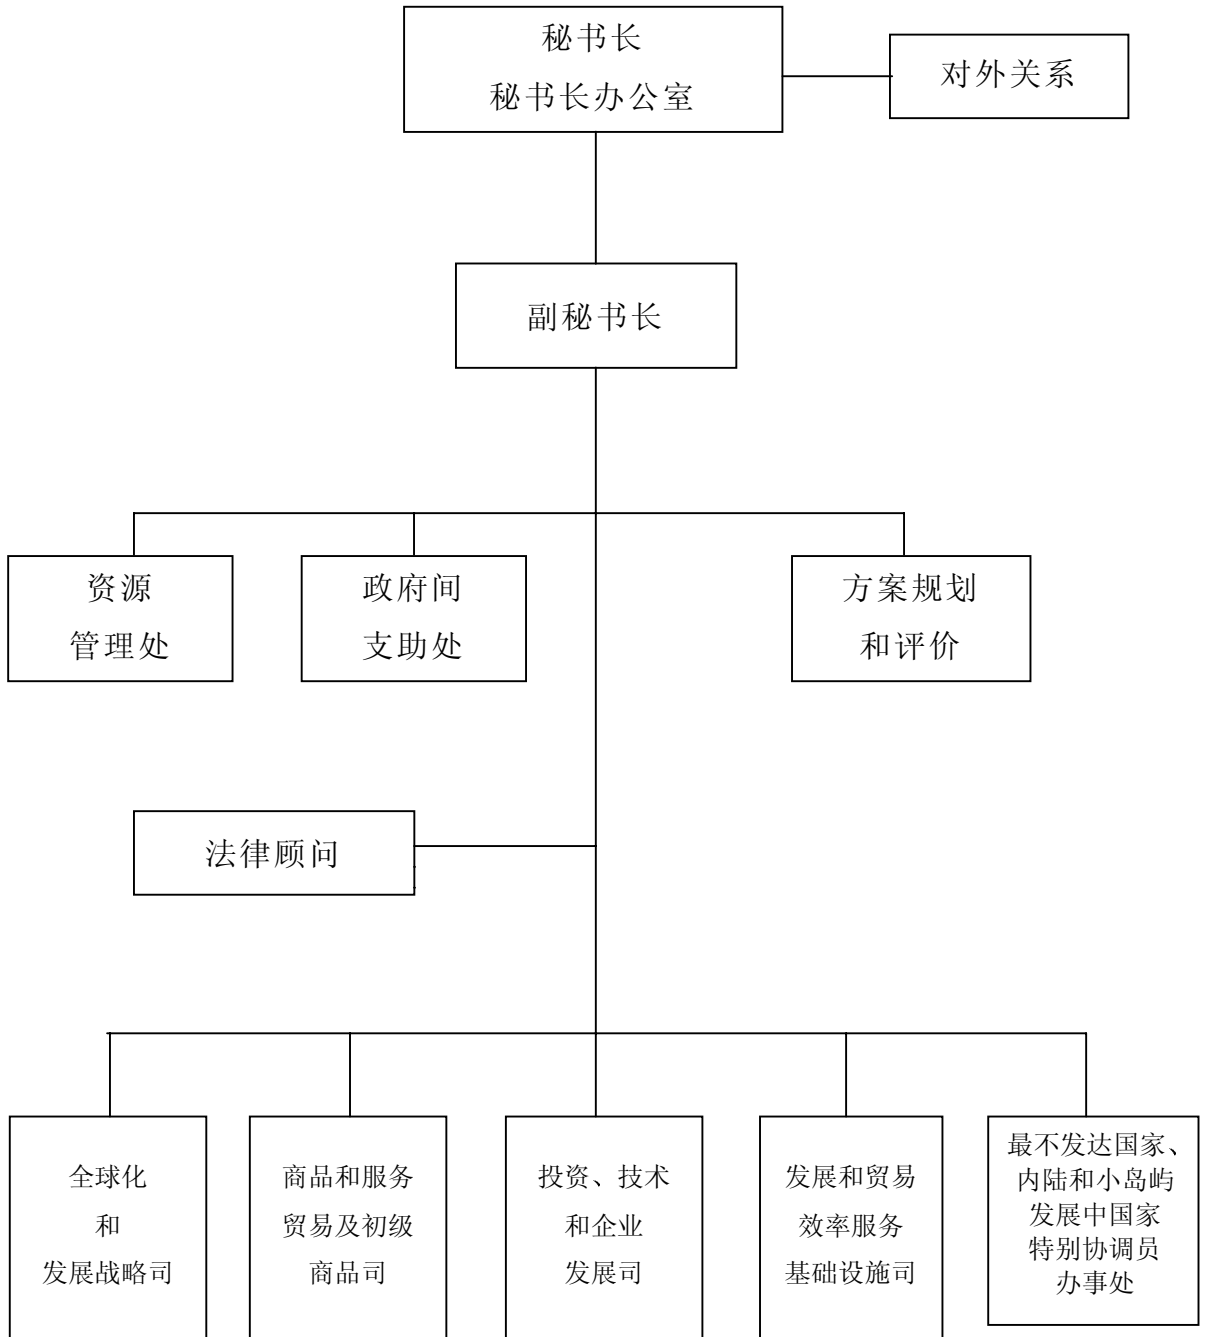 秘书长
秘书长办公室
对外关系
副秘书长
资源
管理处
政府间
支助处
方案规划
和评价
法律顾问
全球化
和
发展战略司
商品和服务
贸易及初级
商品司
投资、技术
和企业
发展司
发展和贸易
效率服务
基础设施司
最不发达国家、
内陆和小岛屿
发展中国家
特别协调员
办事处